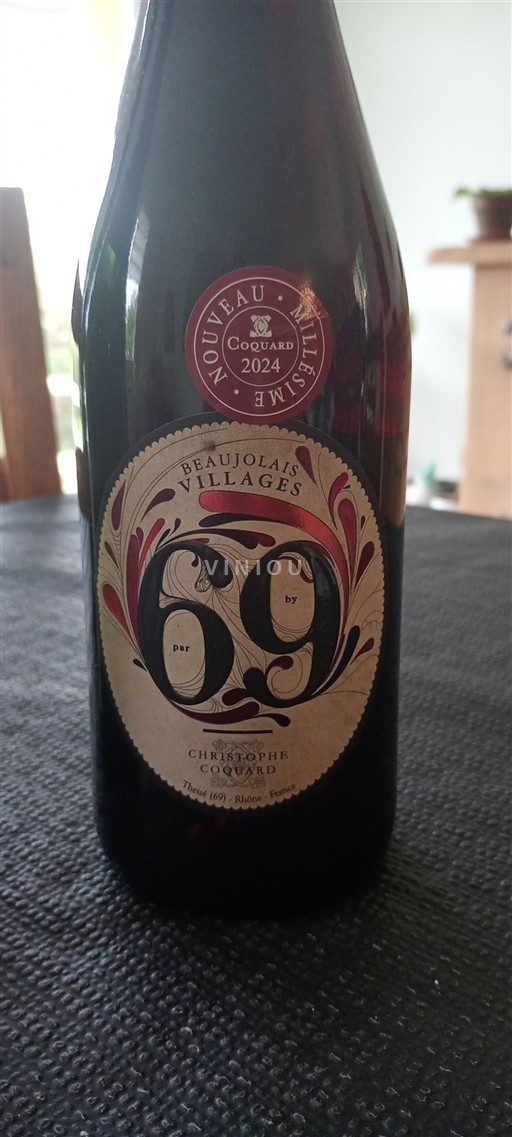 NOUVEAU · MILLÉSIME ·
COQUARD
2024
BEAUJOLAIS
VILLAGES
69
VINIOU
par
by
CHRISTOPHE
COQUARD
Theizé (69) - Rhône - France